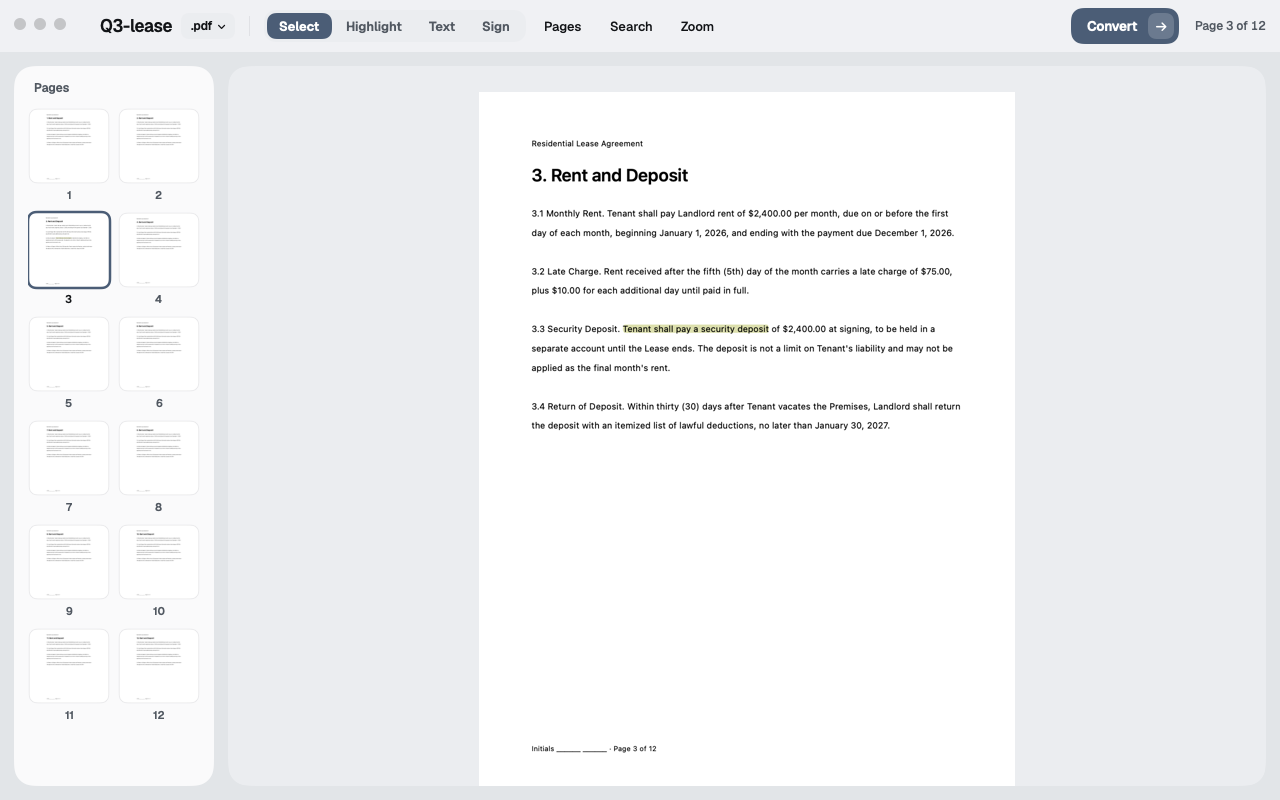 Q3-lease .pdf Select Highlight Text Sign Pages Search Zoom Convert → Page 3 of 12
Pages
1 2
3 4
5 6
7 8
9 10
11 12
Residential Lease Agreement
3. Rent and Deposit
3.1 Monthly Rent. Tenant shall pay Landlord rent of $2,400.00 per month, due on or before the first
day of each month, beginning January 1, 2026, and ending with the payment due December 1, 2026.
3.2 Late Charge. Rent received after the fifth (5th) day of the month carries a late charge of $75.00,
plus $10.00 for each additional day until paid in full.
3.3 Security Deposit. Tenant shall pay a security deposit of $2,400.00 at signing, to be held in a
separate account until the Lease ends. The deposit is not a limit on Tenant's liability and may not be
applied as the final month's rent.
3.4 Return of Deposit. Within thirty (30) days after Tenant vacates the Premises, Landlord shall return
the deposit with an itemized list of lawful deductions, no later than January 30, 2027.
Initials ______ ______ · Page 3 of 12